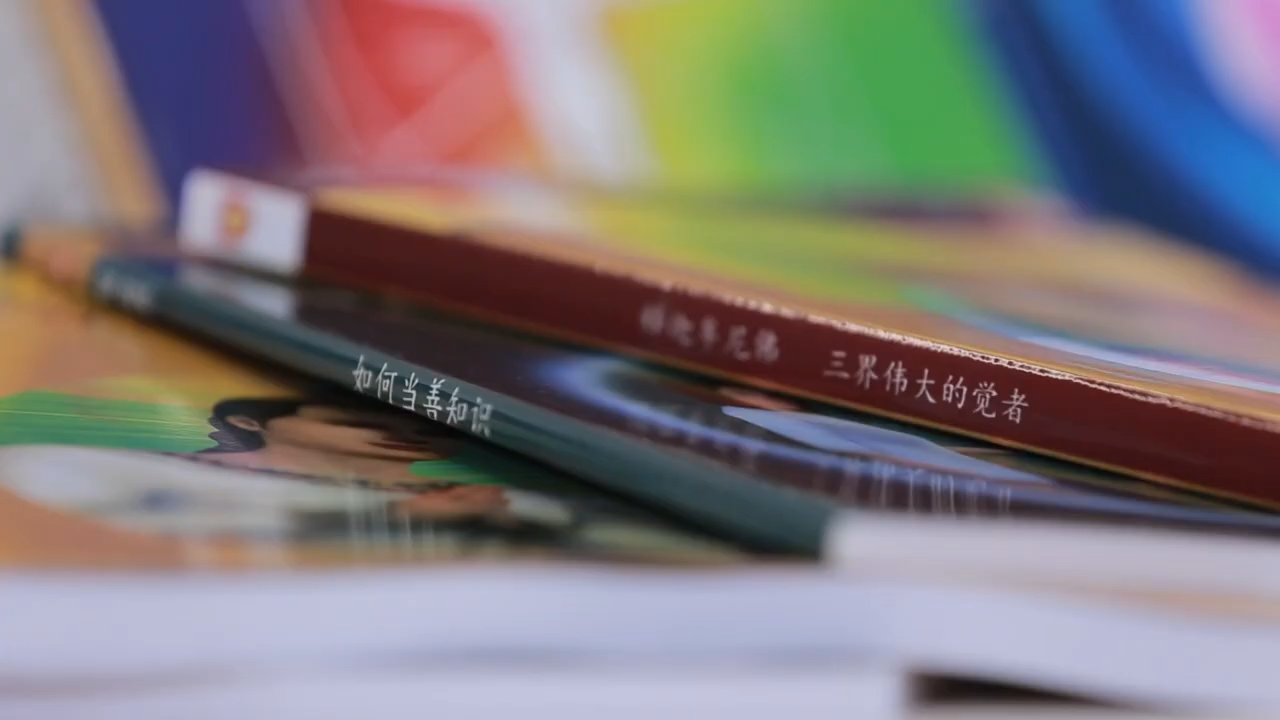 释迦牟尼佛 三界伟大的觉者
如何当善知识